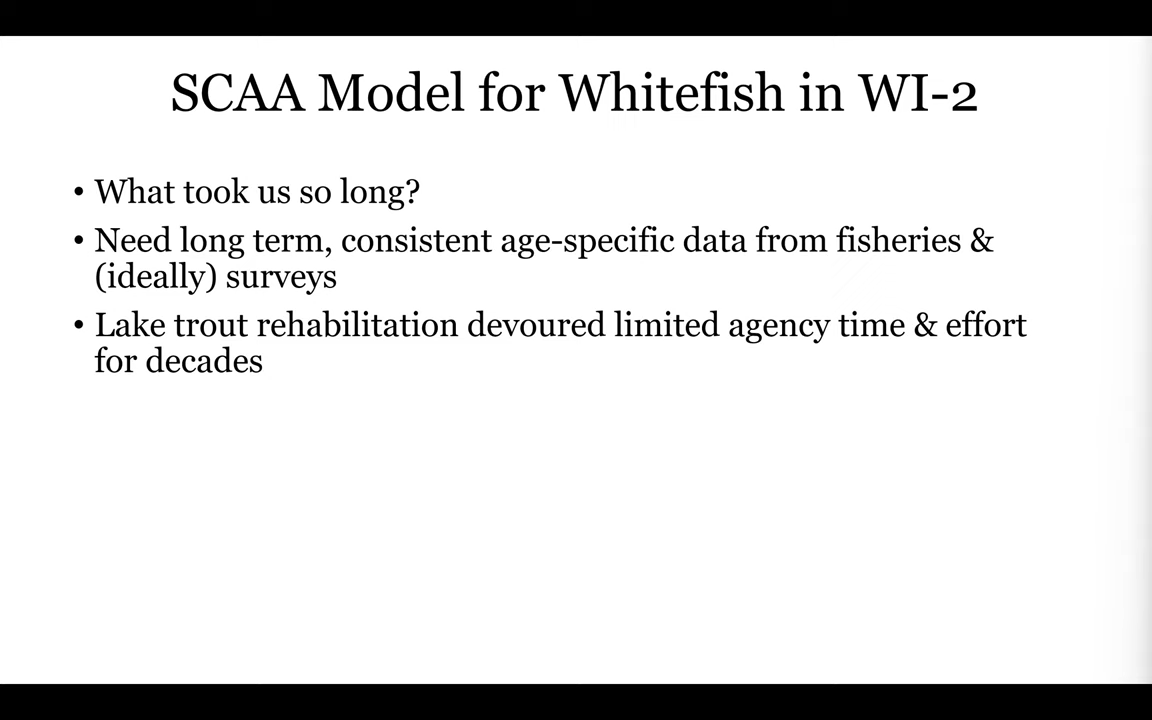 SCAA Model for Whitefish in WI-2
• What took us so long?
• Need long term, consistent age-specific data from fisheries &
(ideally) surveys
• Lake trout rehabilitation devoured limited agency time & effort
for decades